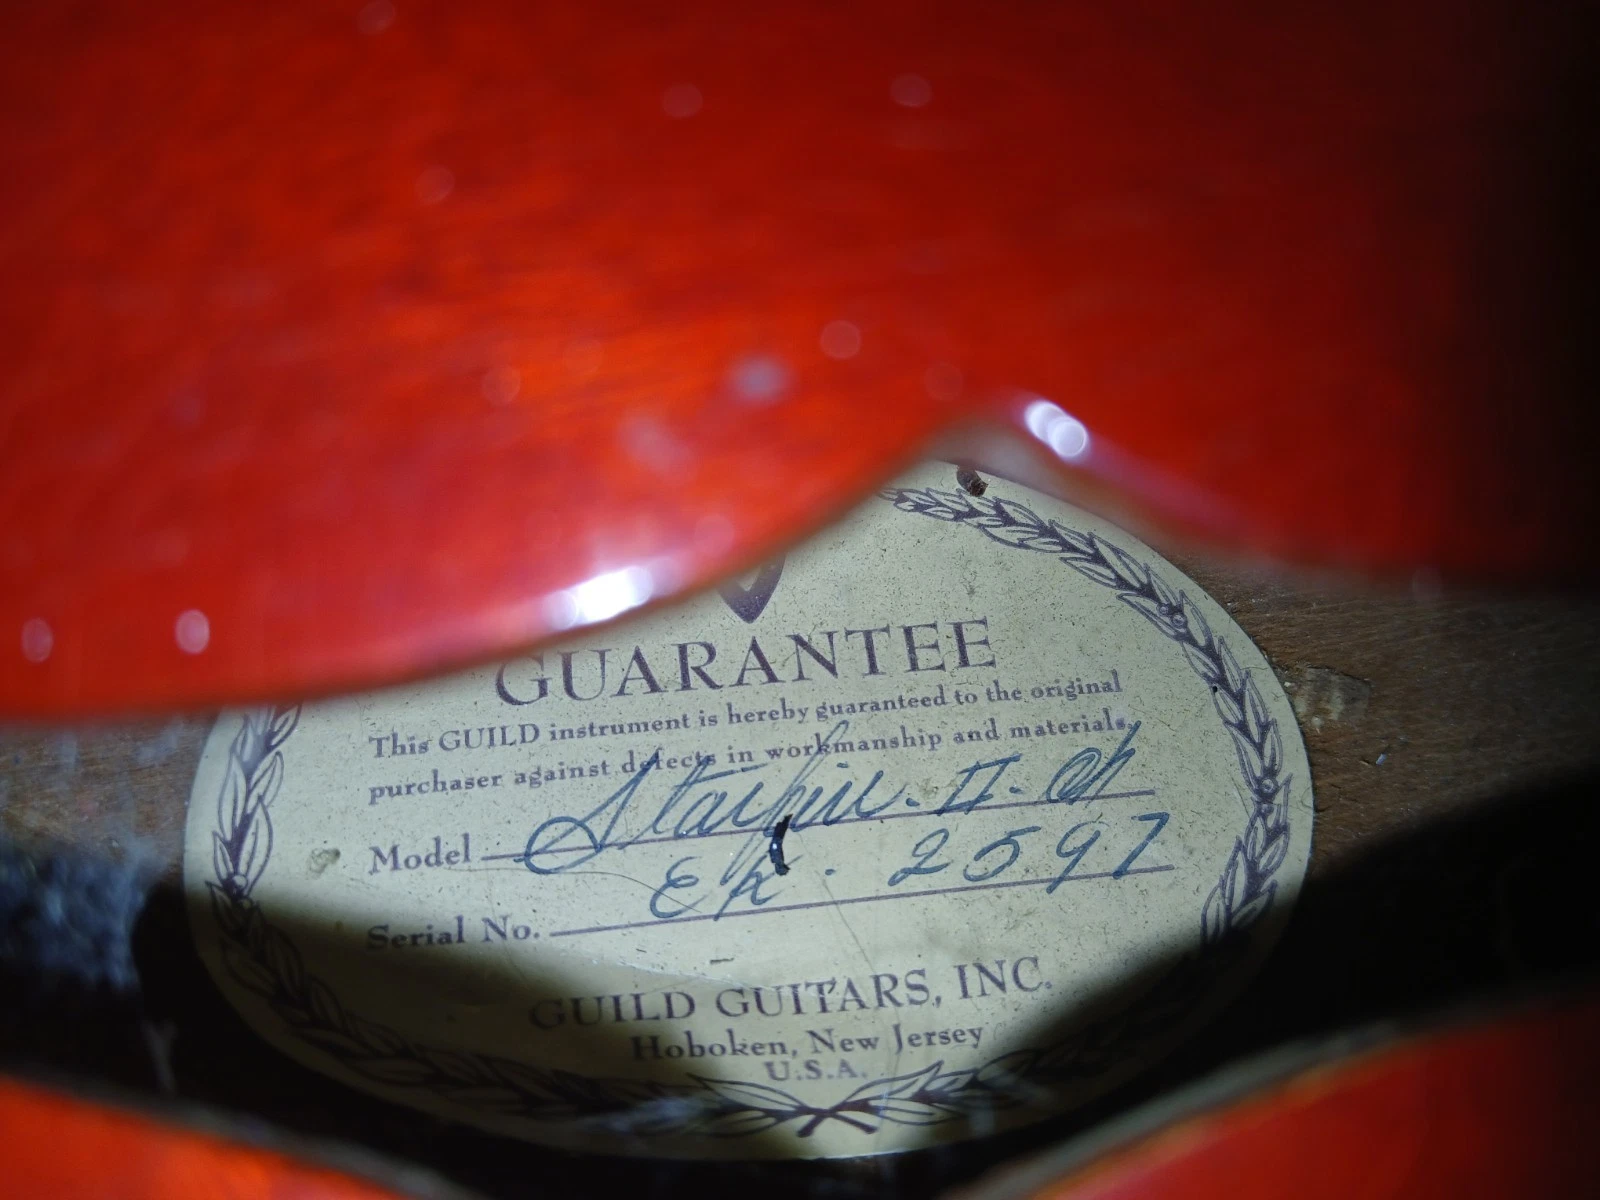 GUARANTEE
This GUILD instrument is hereby guaranteed to the original
purchaser against defects in workmanship and materials.
Model Starfire. II. Ch
Serial No. EK. 2597
GUILD GUITARS, INC.
Hoboken, New Jersey
U.S.A.